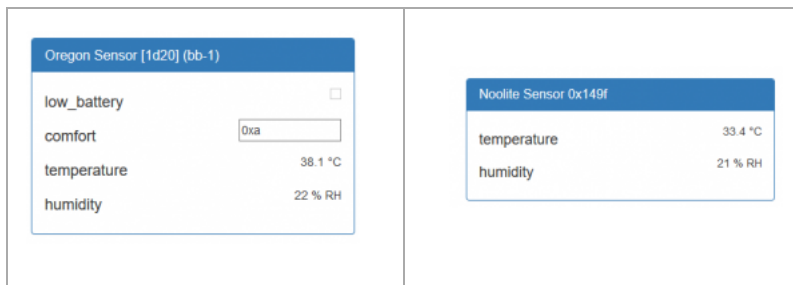 Oregon Sensor [1d20] (bb-1)
low_battery
comfort 0xa
temperature 38.1 °C
humidity 22 % RH
Noolite Sensor 0x149f
temperature 33.4 °C
humidity 21 % RH